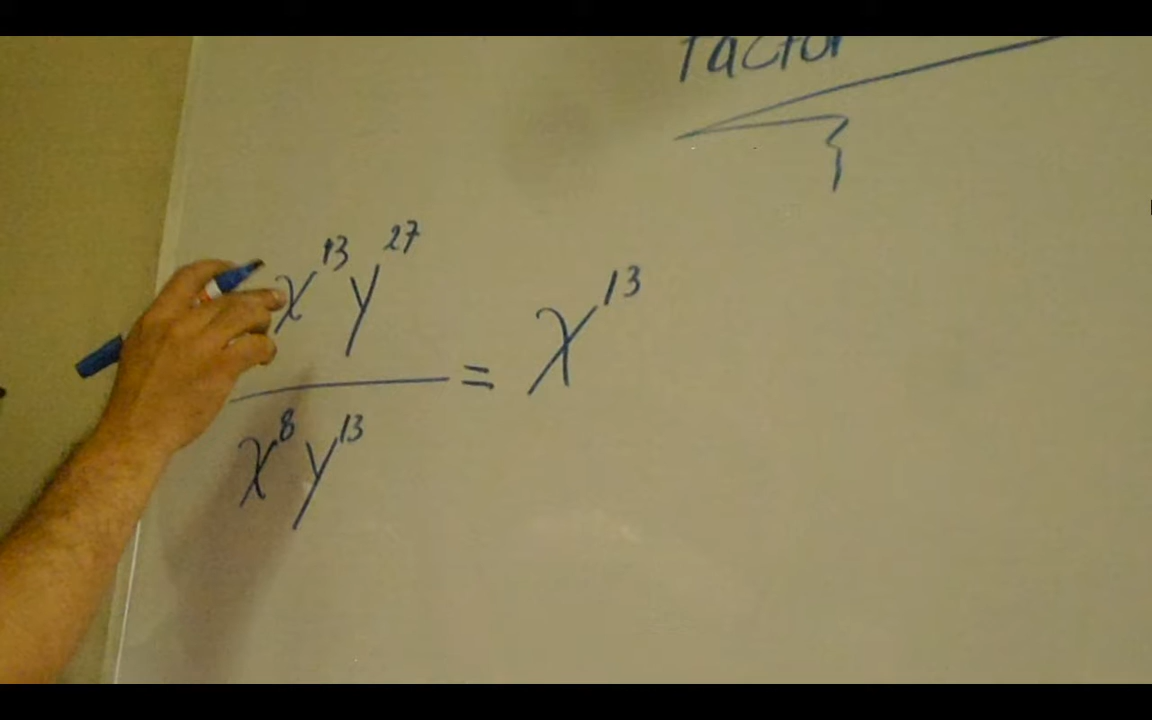 factor
x¹³y²⁷
x⁸y¹³
= x¹³